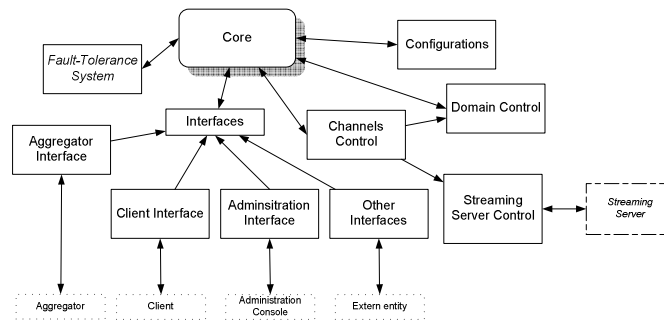 Core
Configurations
Fault-Tolerance
System
Domain Control
Interfaces
Channels
Control
Aggregator
Interface
Client Interface
Adminsitration
Interface
Other
Interfaces
Streaming
Server Control
Streaming
Server
Aggregator
Client
Administration
Console
Extern entity